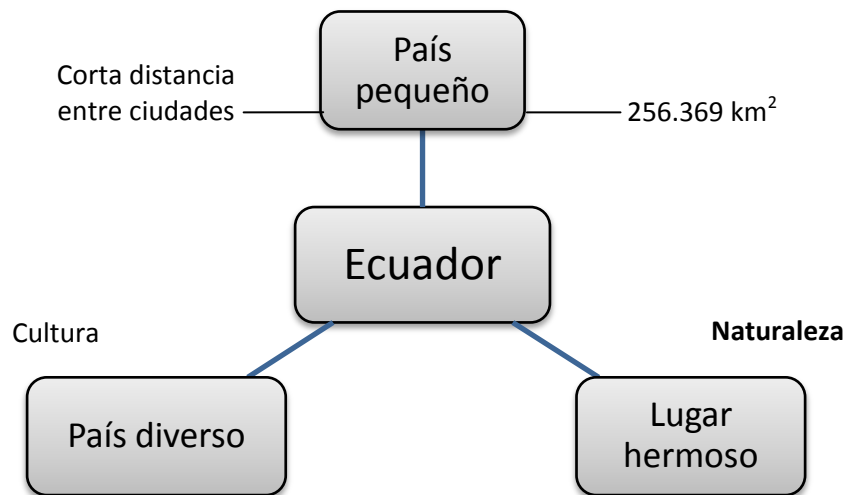 País
pequeño
Corta distancia
entre ciudades
256.369 km²
Ecuador
Cultura
Naturaleza
País diverso
Lugar
hermoso